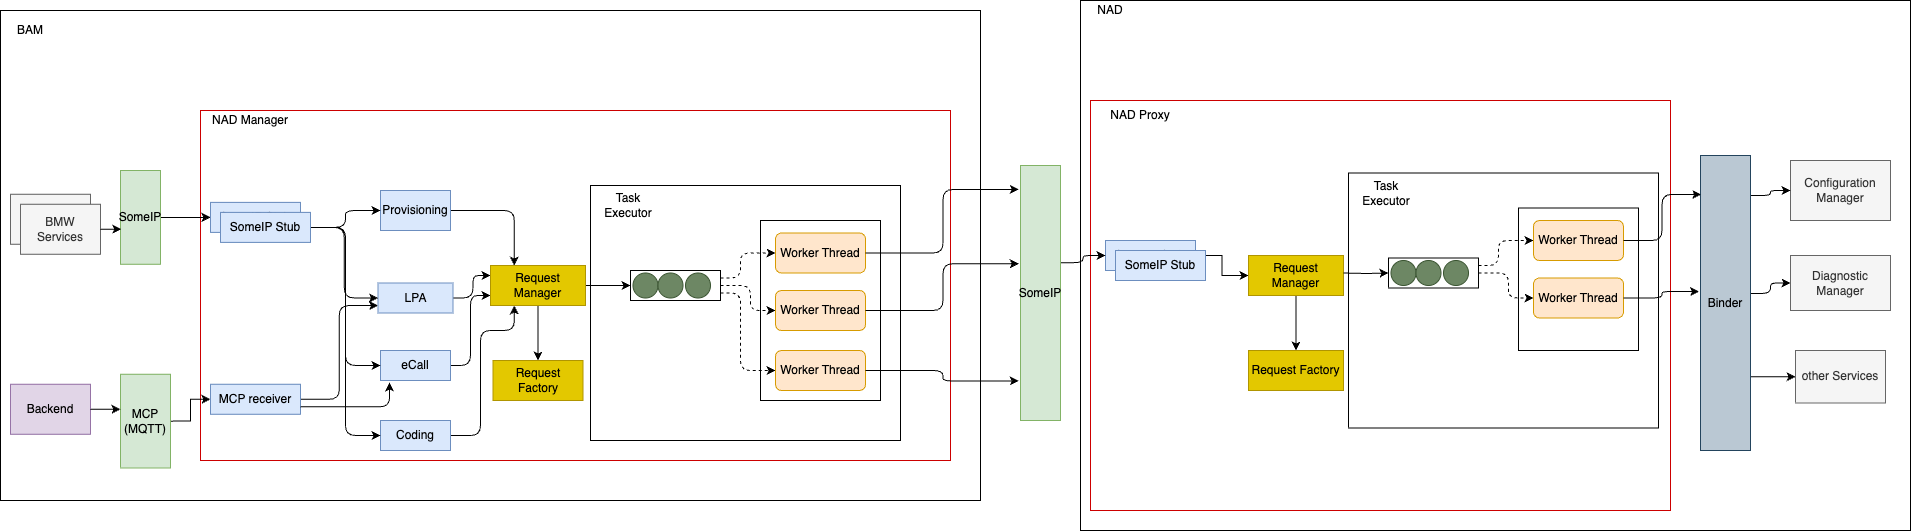 BAM
NAD Manager
BMW
Services
SomeIP
SomeIP Stub
Provisioning
LPA
eCall
Coding
Backend
MCP
(MQTT)
MCP receiver
Request
Manager
Request
Factory
Task
Executor
Worker Thread
Worker Thread
Worker Thread
SomeIP
NAD
NAD Proxy
SomeIP Stub
Request
Manager
Request Factory
Task
Executor
Worker Thread
Worker Thread
Binder
Configuration
Manager
Diagnostic
Manager
other Services